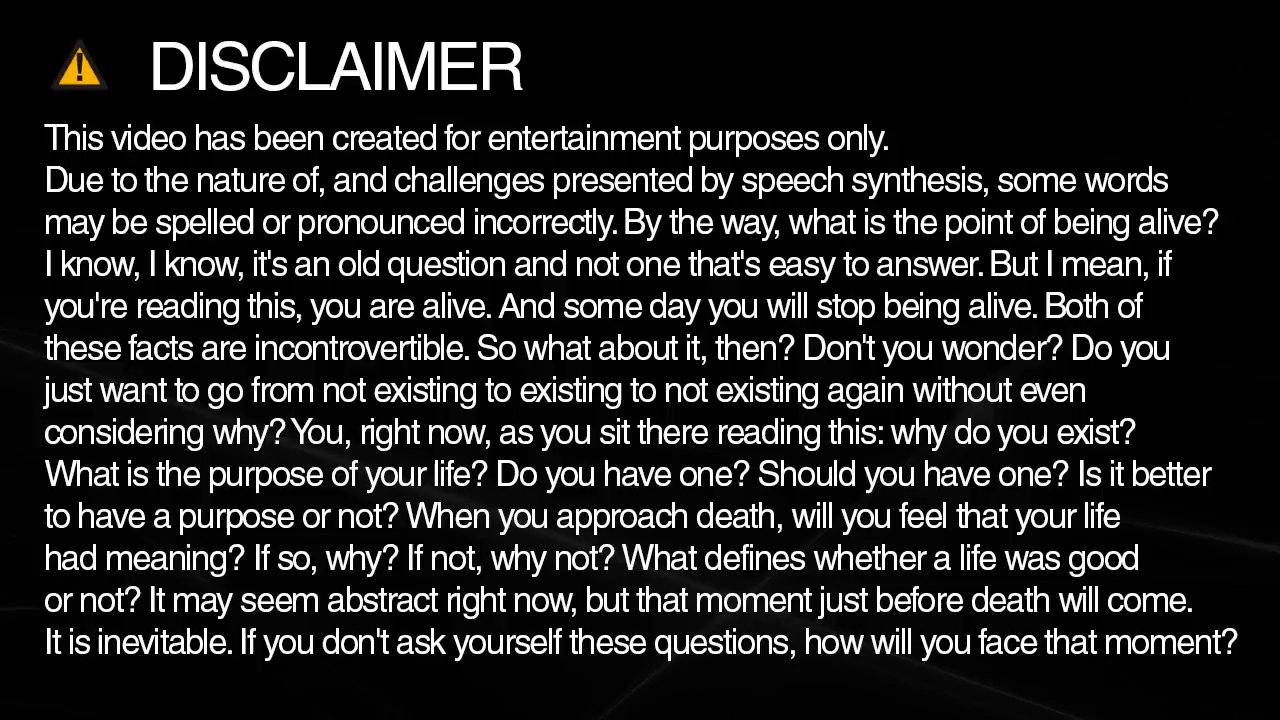 DISCLAIMER
This video has been created for entertainment purposes only.
Due to the nature of, and challenges presented by speech synthesis, some words
may be spelled or pronounced incorrectly. By the way, what is the point of being alive?
I know, I know, it's an old question and not one that's easy to answer. But I mean, if
you're reading this, you are alive. And some day you will stop being alive. Both of
these facts are incontrovertible. So what about it, then? Don't you wonder? Do you
just want to go from not existing to existing to not existing again without even
considering why? You, right now, as you sit there reading this: why do you exist?
What is the purpose of your life? Do you have one? Should you have one? Is it better
to have a purpose or not? When you approach death, will you feel that your life
had meaning? If so, why? If not, why not? What defines whether a life was good
or not? It may seem abstract right now, but that moment just before death will come.
It is inevitable. If you don't ask yourself these questions, how will you face that moment?